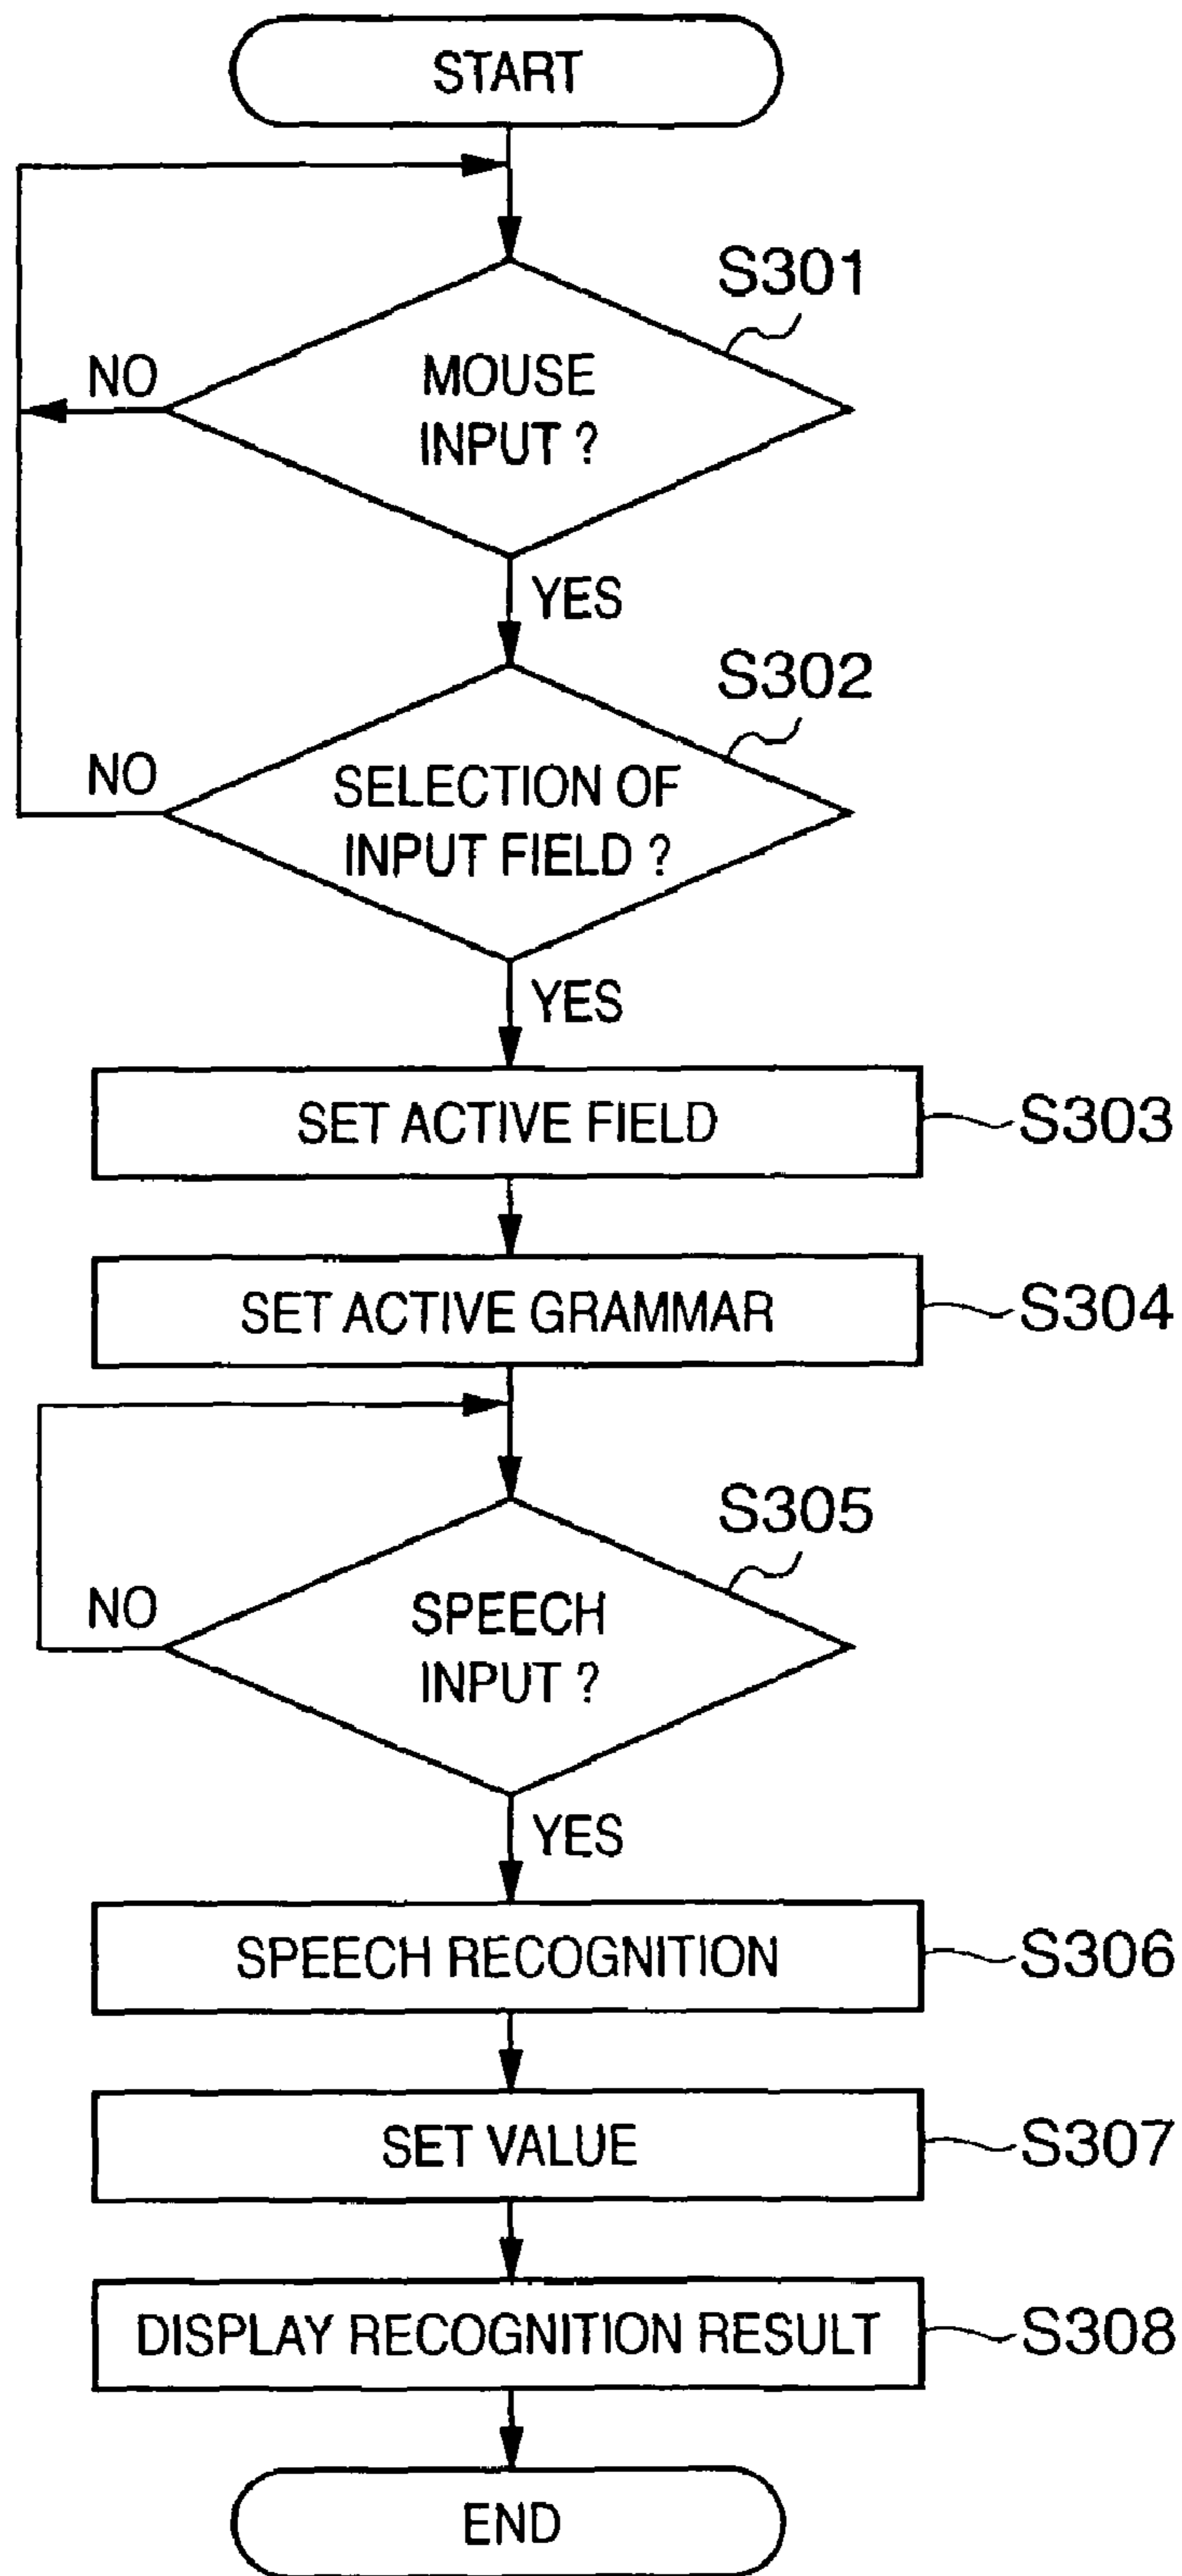 START
S301
MOUSE
INPUT ?
NO
YES
S302
SELECTION OF
INPUT FIELD ?
NO
YES
SET ACTIVE FIELD
S303
SET ACTIVE GRAMMAR
S304
S305
SPEECH
INPUT ?
NO
YES
SPEECH RECOGNITION
S306
SET VALUE
S307
DISPLAY RECOGNITION RESULT
S308
END